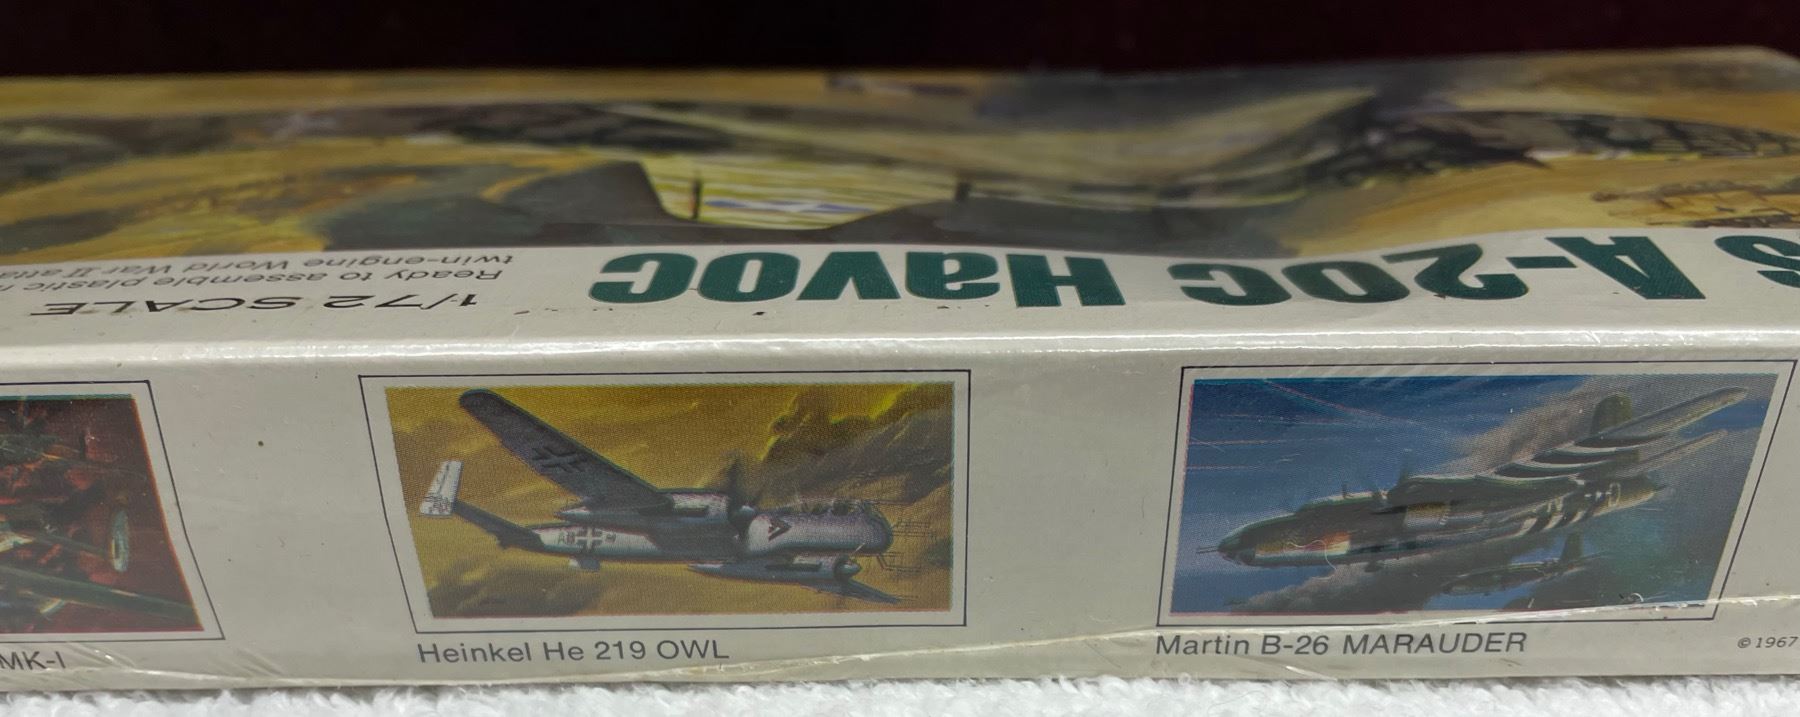 S A-20C Havoc
1/72 SCALE
Ready to assemble plastic
twin-engine World War II
MK-I
Heinkel He 219 OWL
Martin B-26 MARAUDER
© 1967